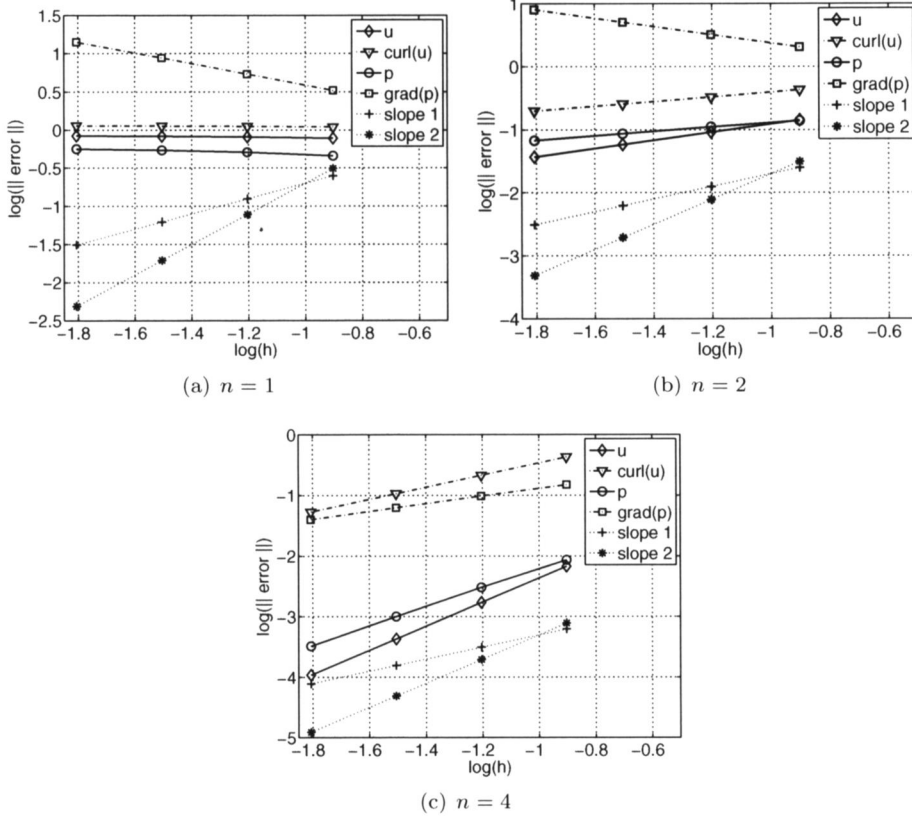 1.5
1
0.5
0
−0.5
−1
−1.5
−2
−2.5
log(|| error ||)
−1.8 −1.6 −1.4 −1.2 −1 −0.8 −0.6
log(h)
u
curl(u)
p
grad(p)
slope 1
slope 2
(a) n = 1
1
0
−1
−2
−3
−4
log(|| error ||)
−1.8 −1.6 −1.4 −1.2 −1 −0.8 −0.6
log(h)
u
curl(u)
p
grad(p)
slope 1
slope 2
(b) n = 2
0
−1
−2
−3
−4
−5
log(|| error ||)
−1.8 −1.6 −1.4 −1.2 −1 −0.8 −0.6
log(h)
u
curl(u)
p
grad(p)
slope 1
slope 2
(c) n = 4